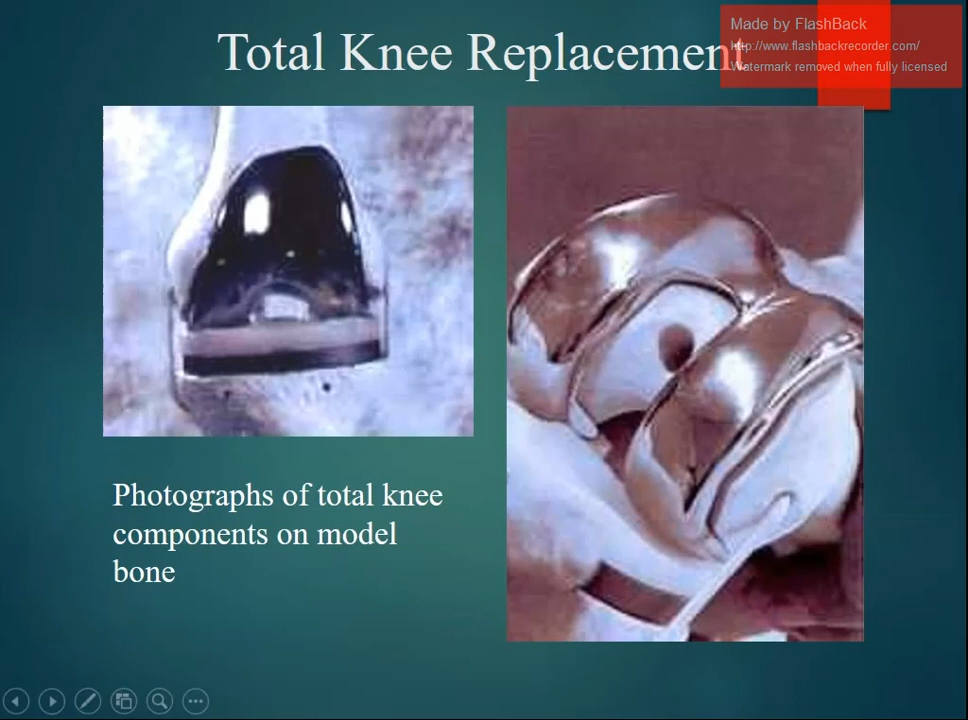 Total Knee Replacement
Made by FlashBack
http://www.flashbackrecorder.com/
Watermark removed when fully licensed
Photographs of total knee
components on model
bone